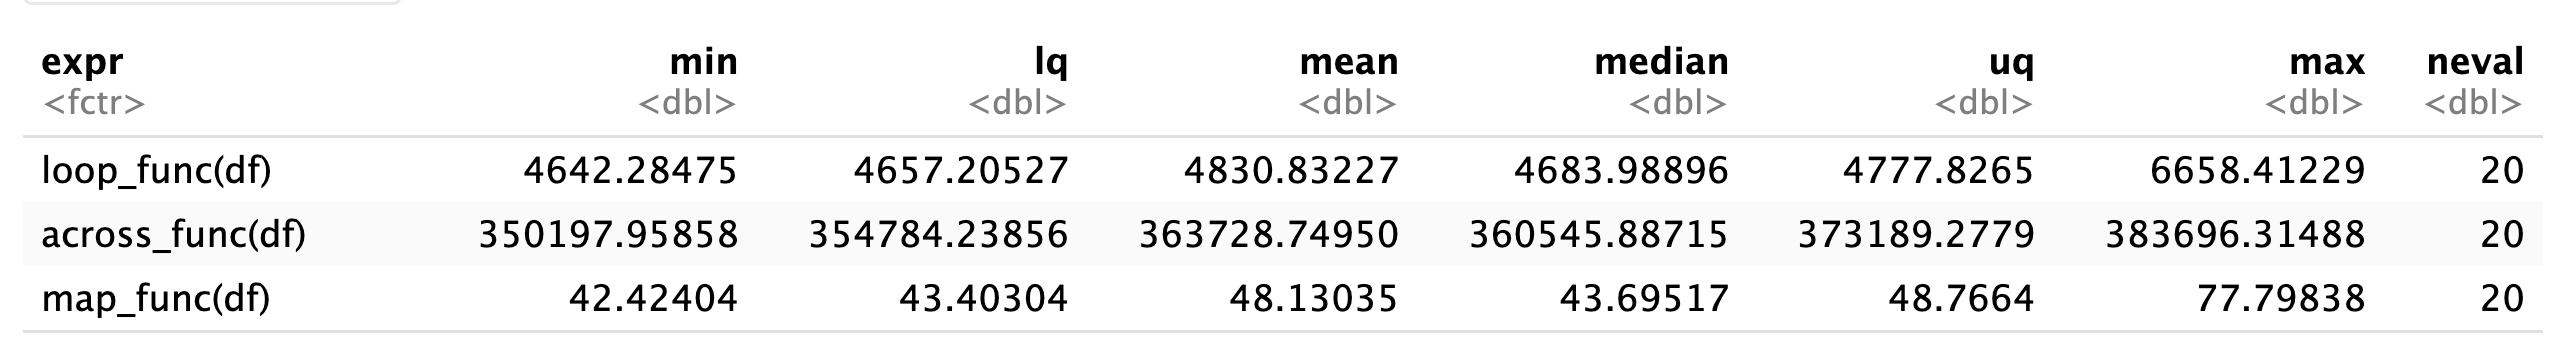 expr min lq mean median uq max neval
<fctr> <dbl> <dbl> <dbl> <dbl> <dbl> <dbl> <dbl>
loop_func(df) 4642.28475 4657.20527 4830.83227 4683.98896 4777.8265 6658.41229 20
across_func(df) 350197.95858 354784.23856 363728.74950 360545.88715 373189.2779 383696.31488 20
map_func(df) 42.42404 43.40304 48.13035 43.69517 48.7664 77.79838 20